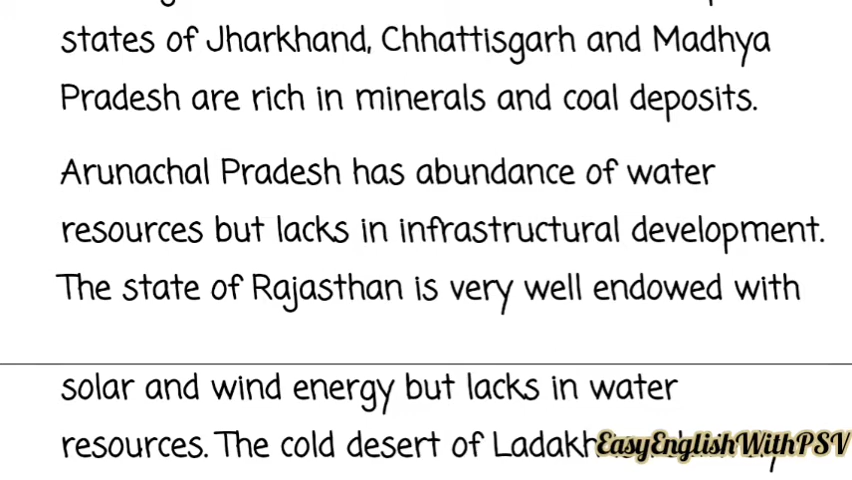 states of Jharkhand, Chhattisgarh and Madhya
Pradesh are rich in minerals and coal deposits.
Arunachal Pradesh has abundance of water
resources but lacks in infrastructural development.
The state of Rajasthan is very well endowed with
solar and wind energy but lacks in water
resources. The cold desert of Ladakh
EasyEnglishWithPSV